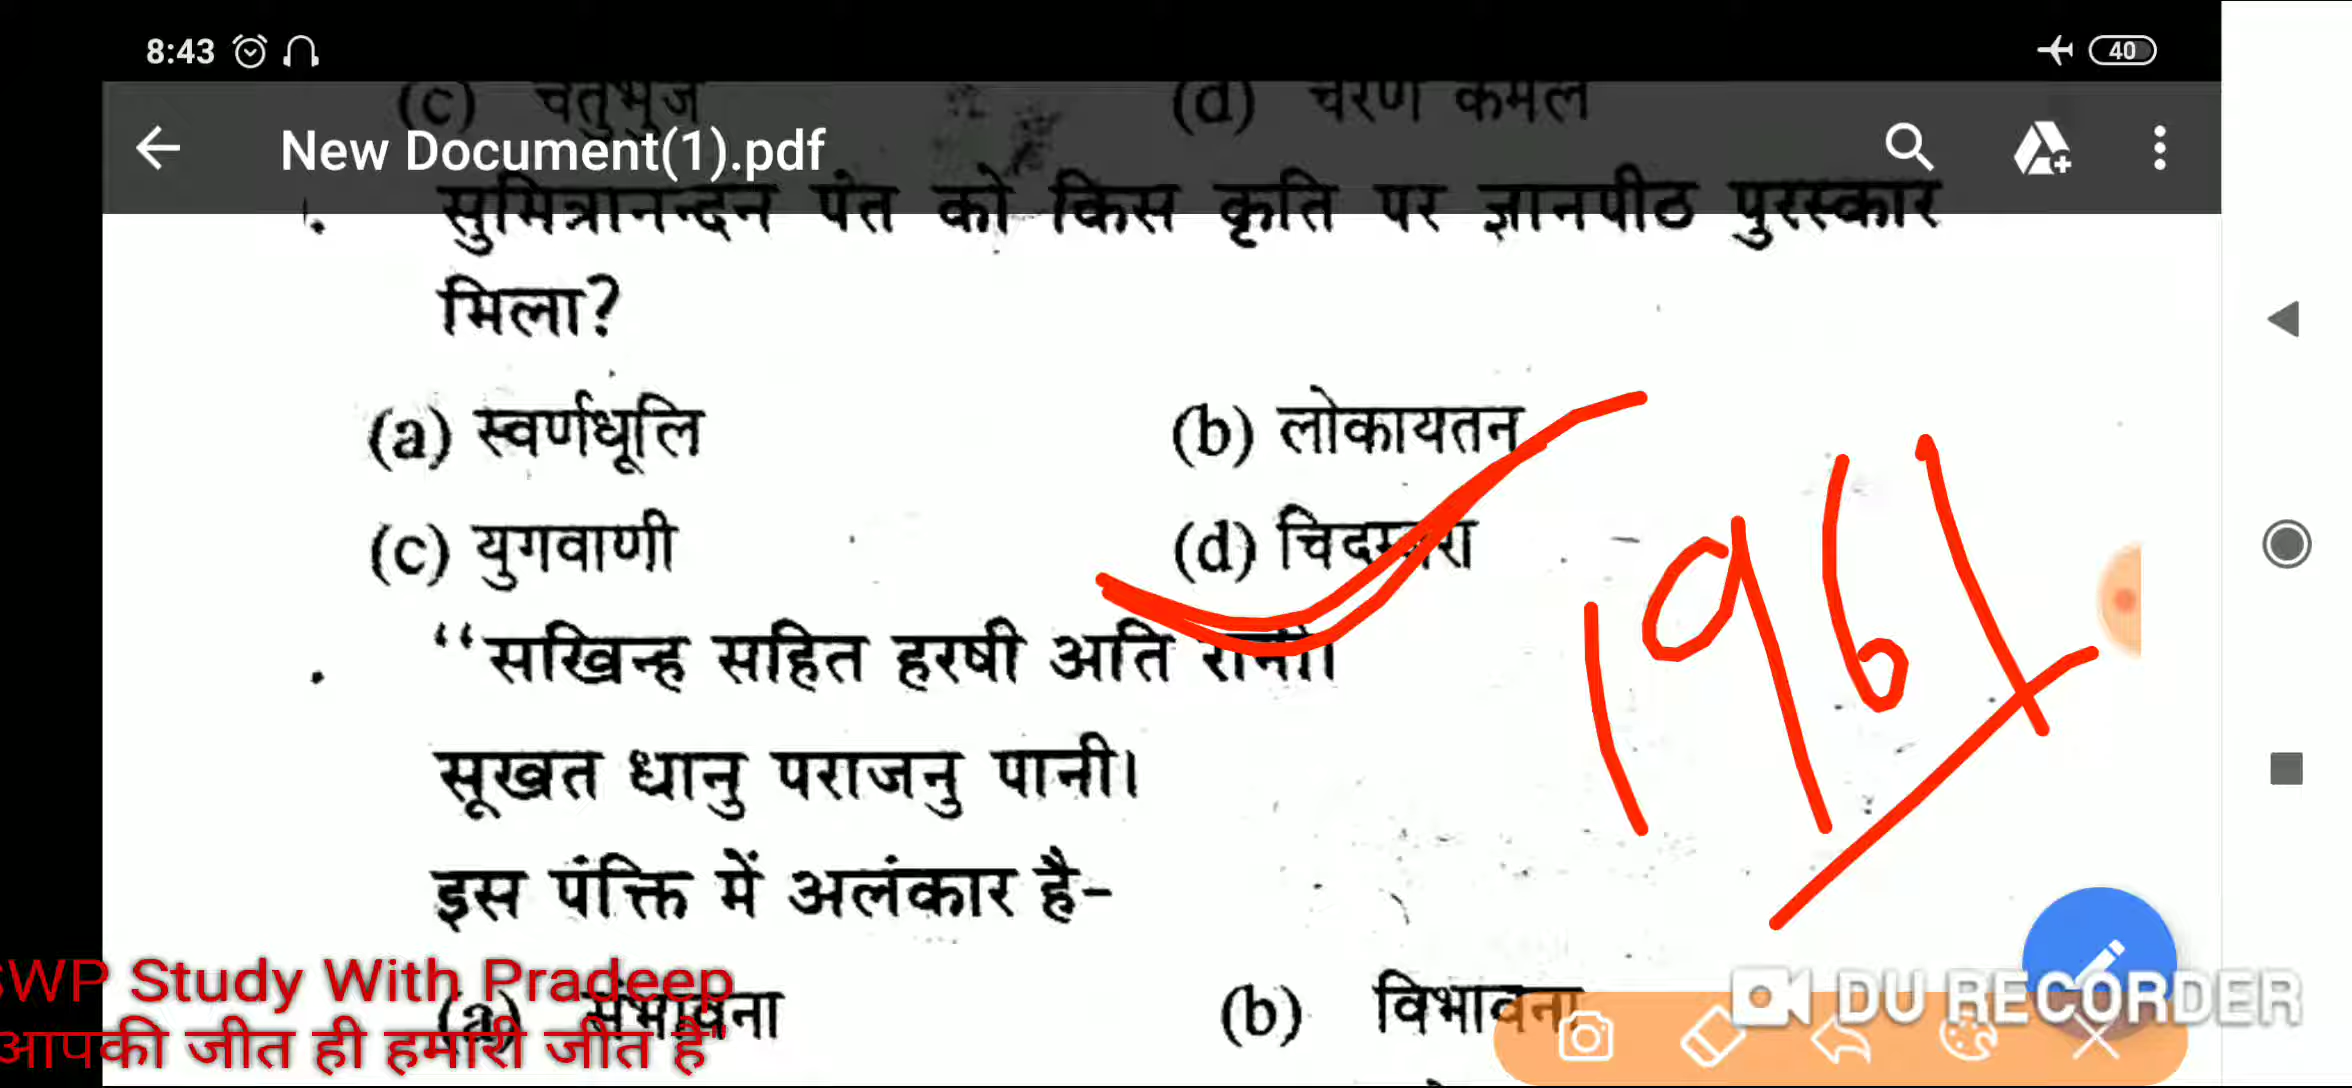 8:43
40
(c) चतुर्भुज (d) चरण कमल
New Document(1).pdf
सुमित्रानन्दन पंत को किस कृति पर ज्ञानपीठ पुरस्कार
मिला?
(a) स्वर्णधूलि (b) लोकायतन
(c) युगवाणी (d) चिदम्बरा
1961
‘‘सखिन्ह सहित हरषी अति रानी।
सूखत धानु पराजनु पानी।
इस पंक्ति में अलंकार है-
SWP Study With Pradeep
(a) संभावना (b) विभावना
DU RECORDER
आपकी जीत ही हमारी जीत है"